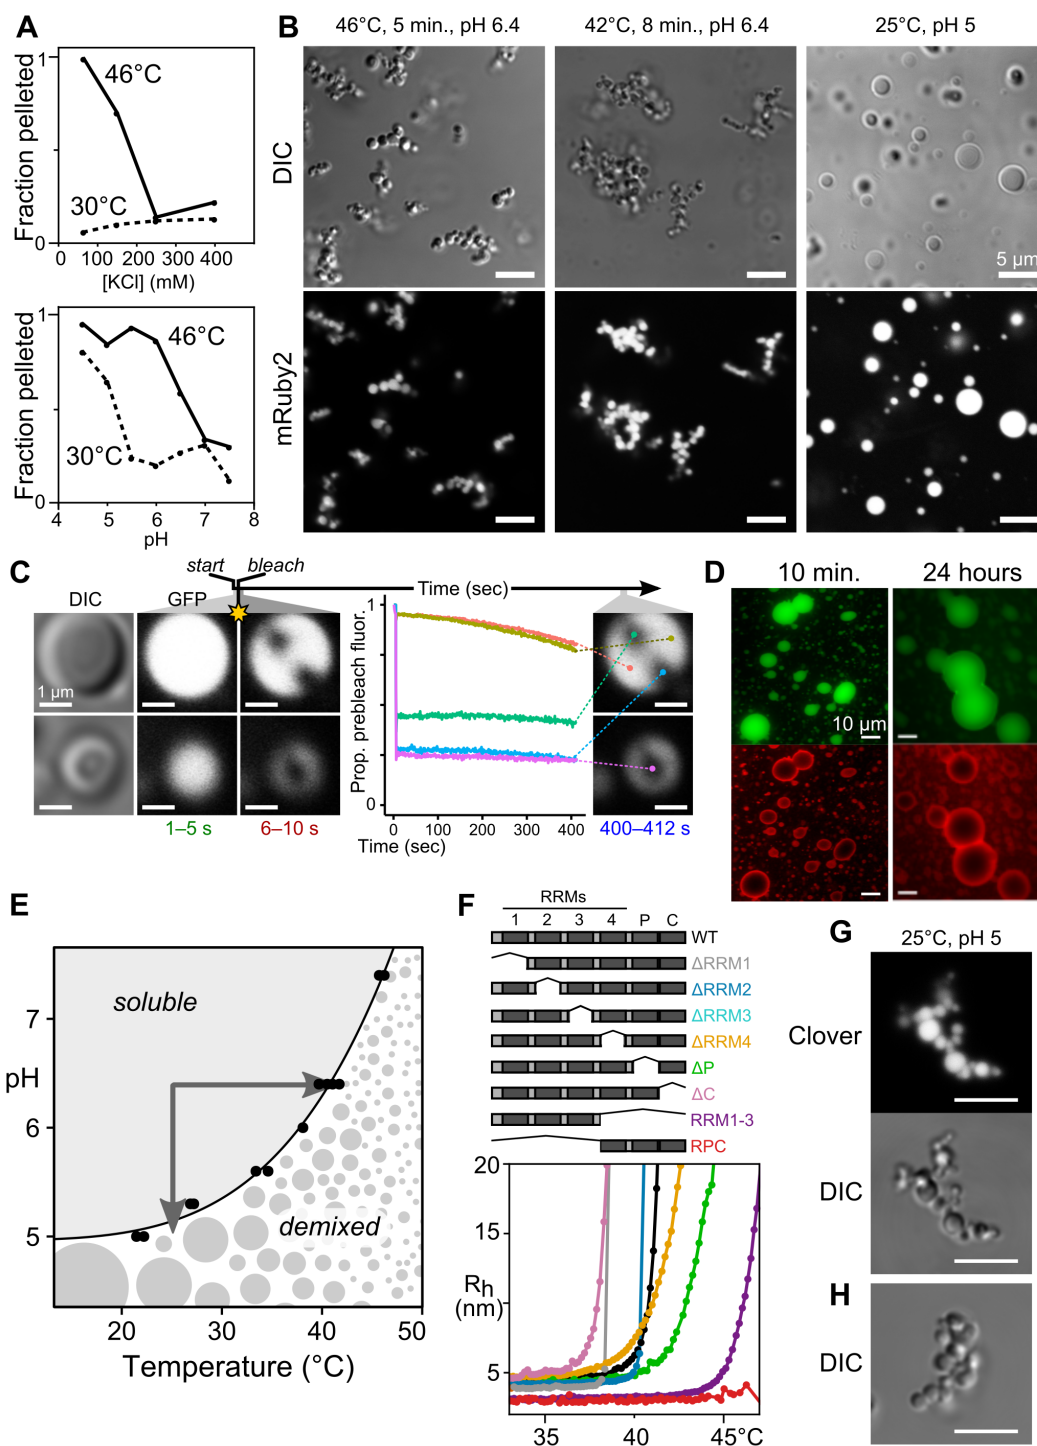 A
Fraction pelleted
1
0
46°C
30°C
0 100 200 300 400
[KCl] (mM)
Fraction pelleted
1
0
46°C
30°C
4 5 6 7 8
pH
B
46°C, 5 min., pH 6.4
42°C, 8 min., pH 6.4
25°C, pH 5
DIC
5 µm
mRuby2
C
start bleach
Time (sec)
DIC GFP
1 µm
1–5 s
6–10 s
Prop. prebleach fluor.
1
0
0 100 200 300 400
Time (sec)
400–412 s
D
10 min.
24 hours
10 µm
E
soluble
demixed
pH
7
6
5
20 30 40 50
Temperature (°C)
F
RRMs
1 2 3 4 P C
WT
ΔRRM1
ΔRRM2
ΔRRM3
ΔRRM4
ΔP
ΔC
RRM1-3
RPC
20
15
Rh
(nm)
5
35 40 45°C
G
25°C, pH 5
Clover
DIC
H
DIC